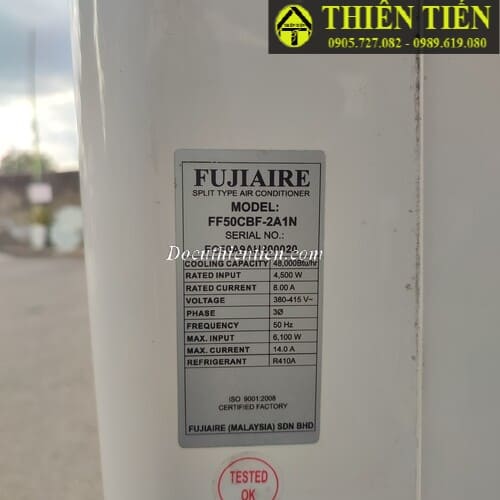 THIÊN TIẾN
0905.727.082 - 0989.619.080
FUJIAIRE
SPLIT TYPE AIR CONDITIONER
MODEL:
FF50CBF-2A1N
SERIAL NO.:
Docuthientien.com
COOLING CAPACITY 48,000Btu/hr
RATED INPUT 4,500 W
RATED CURRENT 8.00 A
VOLTAGE 380-415 V~
PHASE 3Ø
FREQUENCY 50 Hz
MAX. INPUT 6,100 W
MAX. CURRENT 14.0 A
REFRIGERANT R410A
ISO 9001:2008
CERTIFIED FACTORY
FUJIAIRE (MALAYSIA) SDN BHD
TESTED
OK